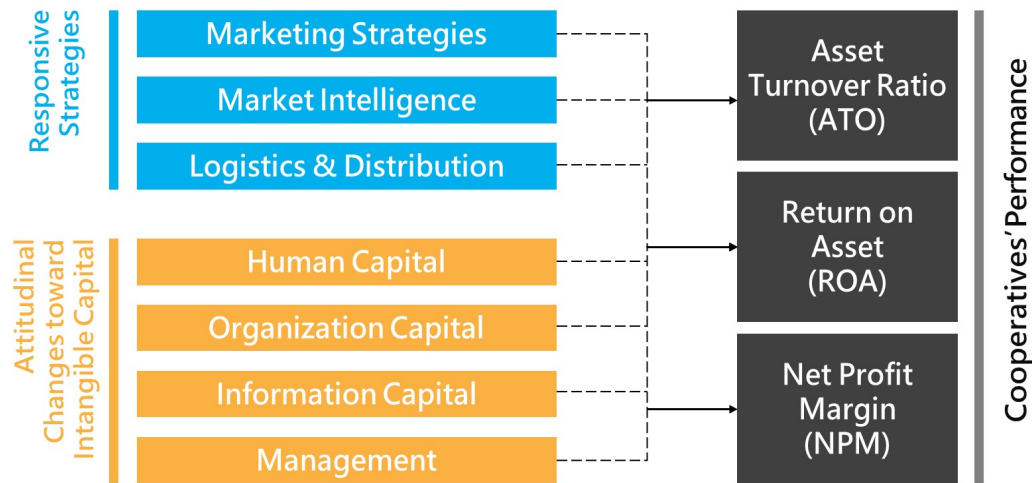 Responsive
Strategies
Marketing Strategies
Market Intelligence
Logistics & Distribution
Attitudinal
Changes toward
Intangible Capital
Human Capital
Organization Capital
Information Capital
Management
Asset
Turnover Ratio
(ATO)
Return on
Asset
(ROA)
Net Profit
Margin
(NPM)
Cooperatives' Performance